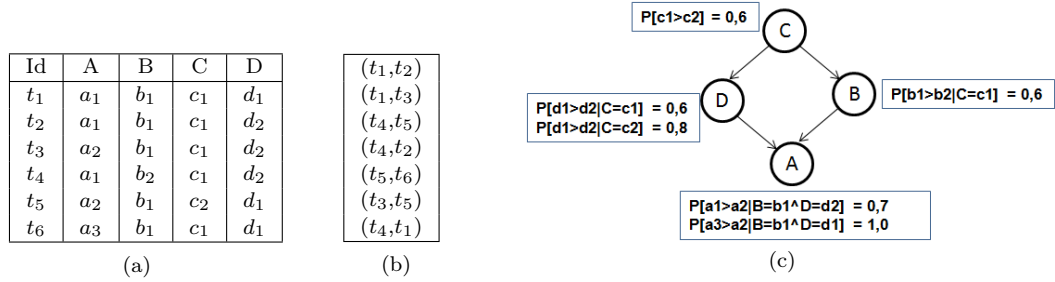 Id A B C D
t1 a1 b1 c1 d1
t2 a1 b1 c1 d2
t3 a2 b1 c1 d2
t4 a1 b2 c1 d2
t5 a2 b1 c2 d1
t6 a3 b1 c1 d1
(a)
(t1,t2)
(t1,t3)
(t4,t5)
(t4,t2)
(t5,t6)
(t3,t5)
(t4,t1)
(b)
P[c1>c2] = 0,6
C
P[d1>d2|C=c1] = 0,6
P[d1>d2|C=c2] = 0,8
D
B
P[b1>b2|C=c1] = 0,6
A
P[a1>a2|B=b1^D=d2] = 0,7
P[a3>a2|B=b1^D=d1] = 1,0
(c)